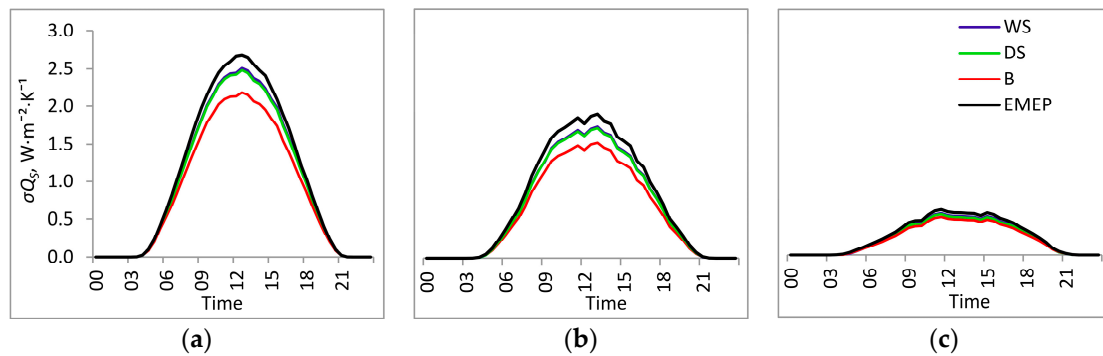 σQs, W·m⁻²·K⁻¹
3.0
2.5
2.0
1.5
1.0
0.5
0.0
00 03 06 09 12 15 18 21
Time
(a)
00 03 06 09 12 15 18 21
Time
(b)
WS
DS
B
EMEP
00 03 06 09 12 15 18 21
Time
(c)